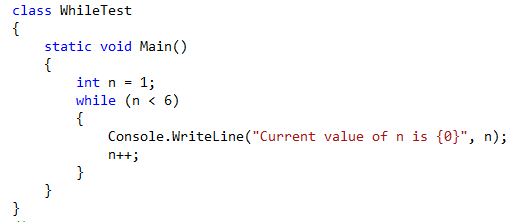 class WhileTest
{
    static void Main()
    {
        int n = 1;
        while (n < 6)
        {
            Console.WriteLine("Current value of n is {0}", n);
            n++;
        }
    }
}